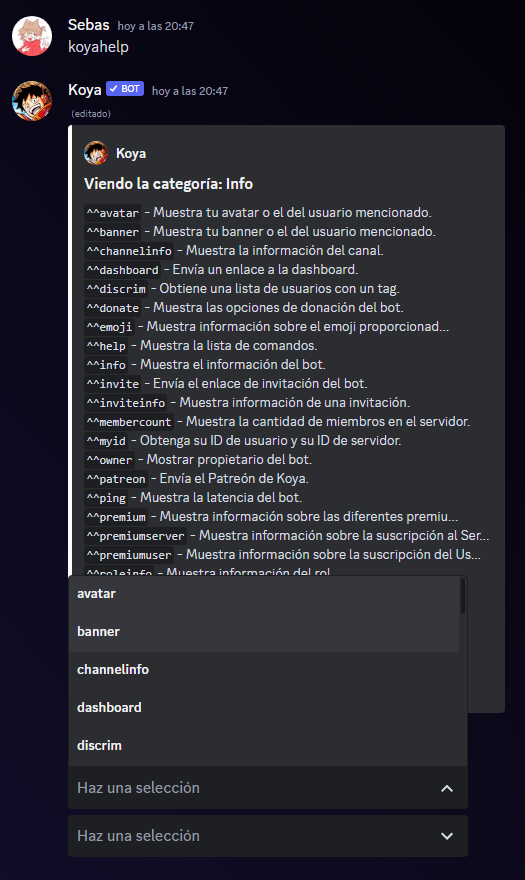 Sebas hoy a las 20:47
koyahelp
Koya ✓ BOT hoy a las 20:47
(editado)
Koya
Viendo la categoría: Info
^^avatar - Muestra tu avatar o el del usuario mencionado.
^^banner - Muestra tu banner o el del usuario mencionado.
^^channelinfo - Muestra la información del canal.
^^dashboard - Envía un enlace a la dashboard.
^^discrim - Obtiene una lista de usuarios con un tag.
^^donate - Muestra las opciones de donación del bot.
^^emoji - Muestra información sobre el emoji proporcionad...
^^help - Muestra la lista de comandos.
^^info - Muestra el información del bot.
^^invite - Envía el enlace de invitación del bot.
^^inviteinfo - Muestra información de una invitación.
^^membercount - Muestra la cantidad de miembros en el servidor.
^^myid - Obtenga su ID de usuario y su ID de servidor.
^^owner - Mostrar propietario del bot.
^^patreon - Envía el Patreón de Koya.
^^ping - Muestra la latencia del bot.
^^premium - Muestra información sobre las diferentes premiu...
^^premiumserver - Muestra información sobre la suscripción al Ser...
^^premiumuser - Muestra información sobre la suscripción del Us...
^^roleinfo - Muestra información del rol.
avatar
banner
channelinfo
dashboard
discrim
Haz una selección
Haz una selección